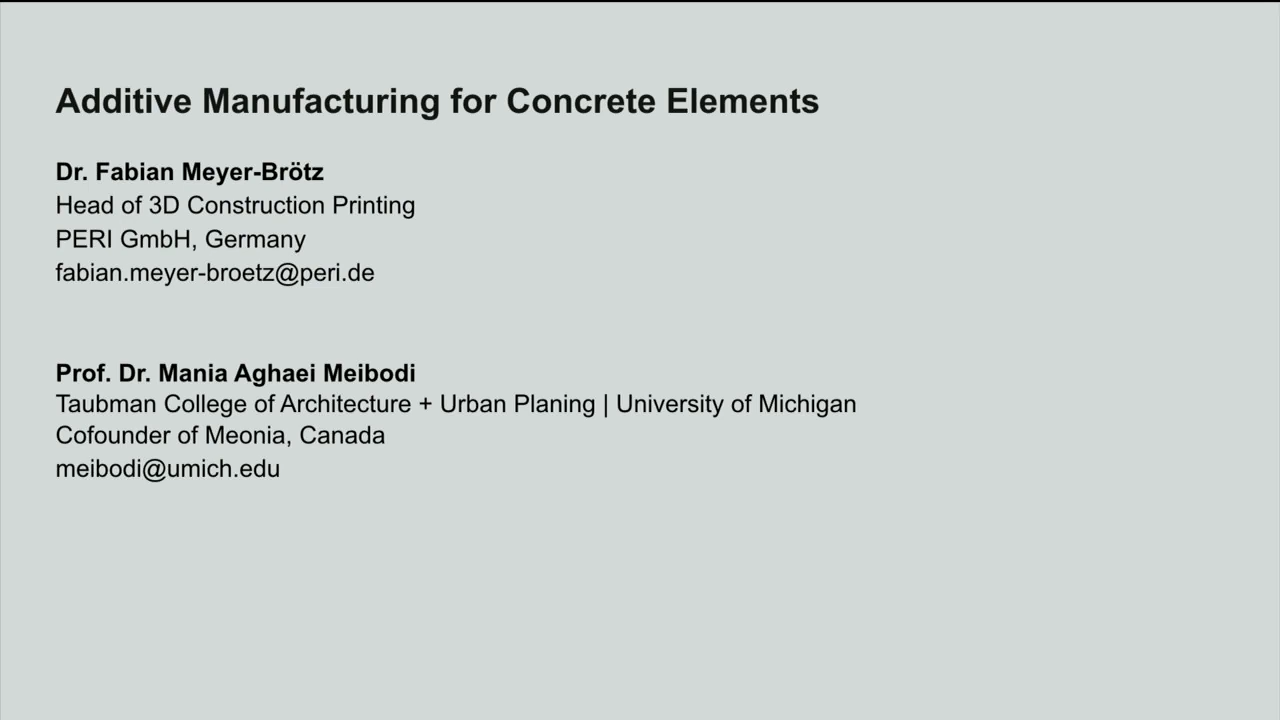 Additive Manufacturing for Concrete Elements
Dr. Fabian Meyer-Brötz
Head of 3D Construction Printing
PERI GmbH, Germany
fabian.meyer-broetz@peri.de
Prof. Dr. Mania Aghaei Meibodi
Taubman College of Architecture + Urban Planing | University of Michigan
Cofounder of Meonia, Canada
meibodi@umich.edu